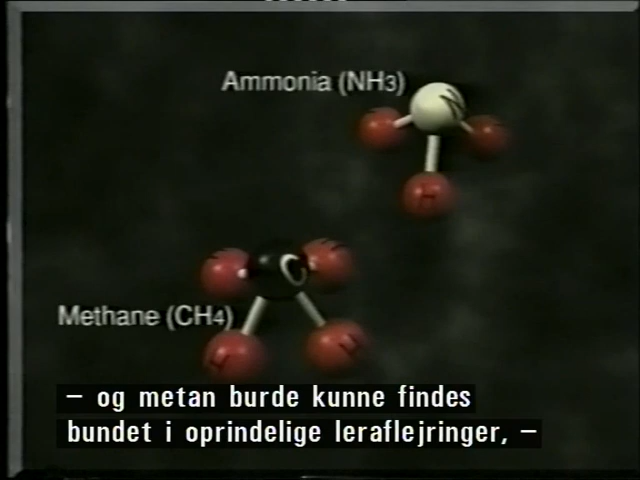 Ammonia (NH3)
N
H
C
Methane (CH4)
H
H
– og metan burde kunne findes
bundet i oprindelige leraflejringer, –